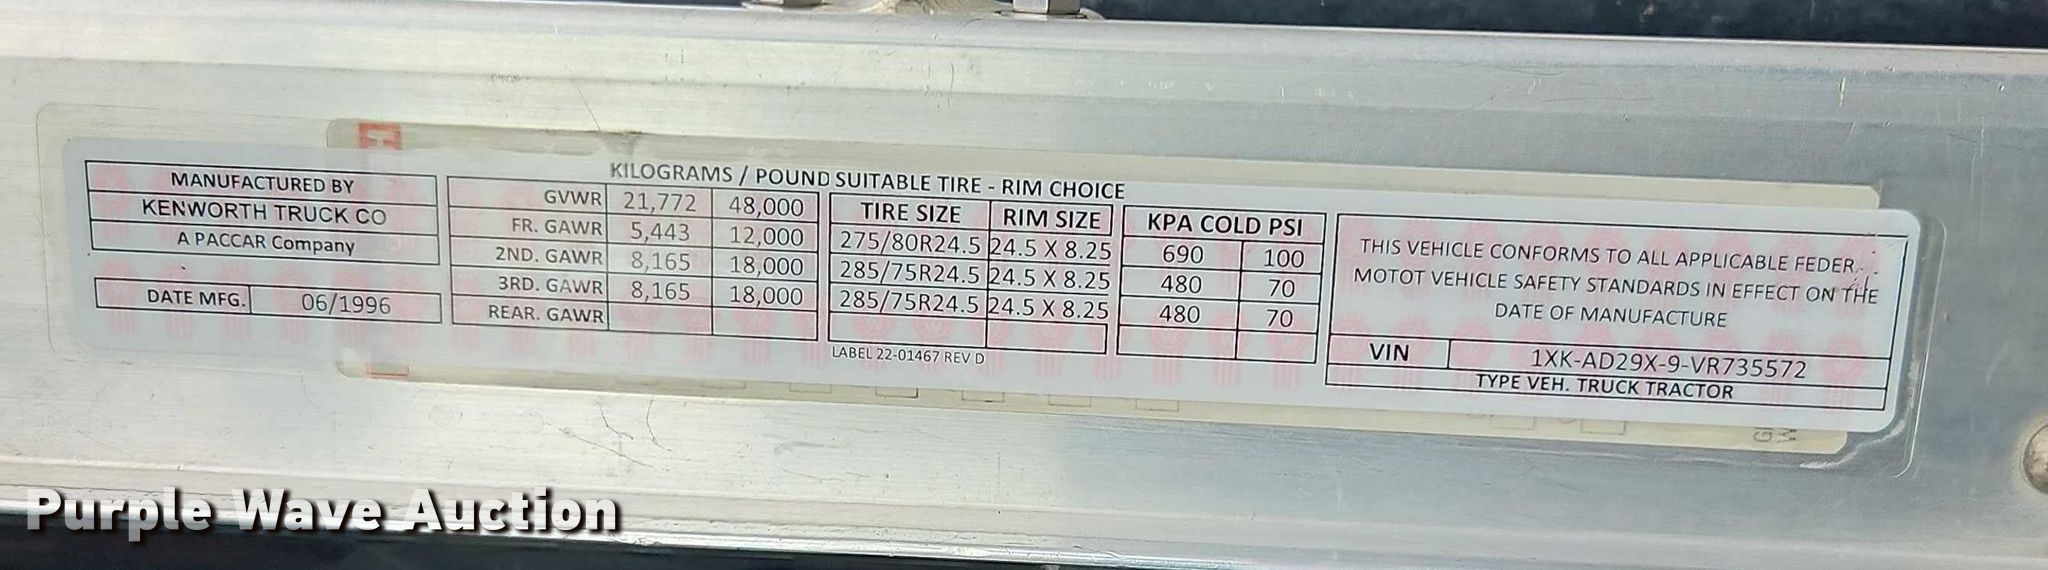 MANUFACTURED BY
KENWORTH TRUCK CO
A PACCAR Company
DATE MFG. 06/1996
KILOGRAMS / POUND SUITABLE TIRE - RIM CHOICE
GVWR 21,772 48,000 TIRE SIZE RIM SIZE KPA COLD PSI
FR. GAWR 5,443 12,000 275/80R24.5 24.5 X 8.25 690 100
2ND. GAWR 8,165 18,000 285/75R24.5 24.5 X 8.25 480 70
3RD. GAWR 8,165 18,000 285/75R24.5 24.5 X 8.25 480 70
REAR. GAWR
LABEL 22-01467 REV D
THIS VEHICLE CONFORMS TO ALL APPLICABLE FEDER
MOTOT VEHICLE SAFETY STANDARDS IN EFFECT ON THE
DATE OF MANUFACTURE
VIN 1XK-AD29X-9-VR735572
TYPE VEH. TRUCK TRACTOR
Purple Wave Auction